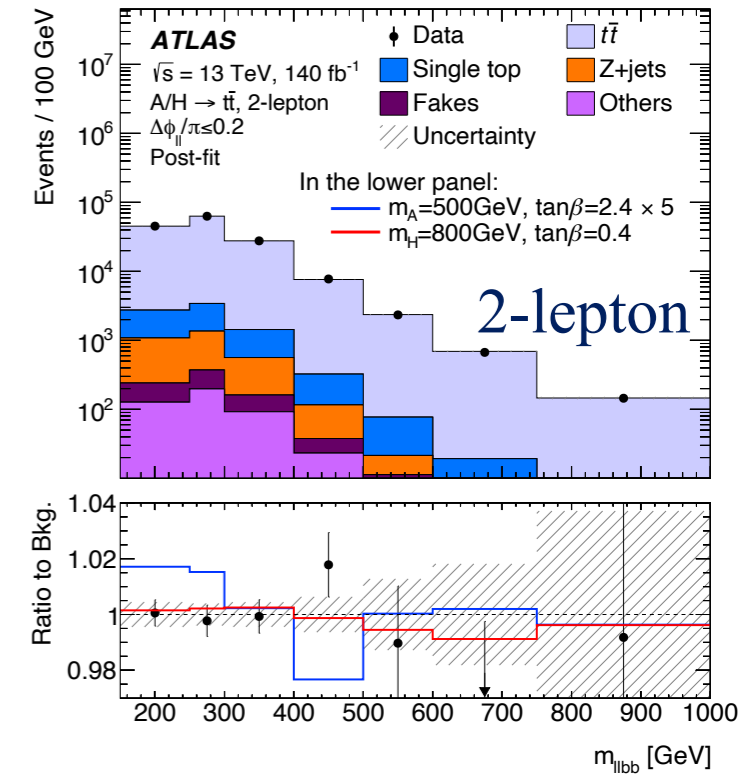 Events / 100 GeV
10⁷
10⁶
10⁵
10⁴
10³
10²
ATLAS
√s = 13 TeV, 140 fb⁻¹
A/H → tt̄, 2-lepton
Δφ_ll/π≤0.2
Post-fit
Data
tt̄
Single top
Z+jets
Fakes
Others
Uncertainty
In the lower panel:
m_A=500GeV, tanβ=2.4 × 5
m_H=800GeV, tanβ=0.4
2-lepton
Ratio to Bkg.
1.04
1.02
1
0.98
200 300 400 500 600 700 800 900 1000
m_llbb [GeV]